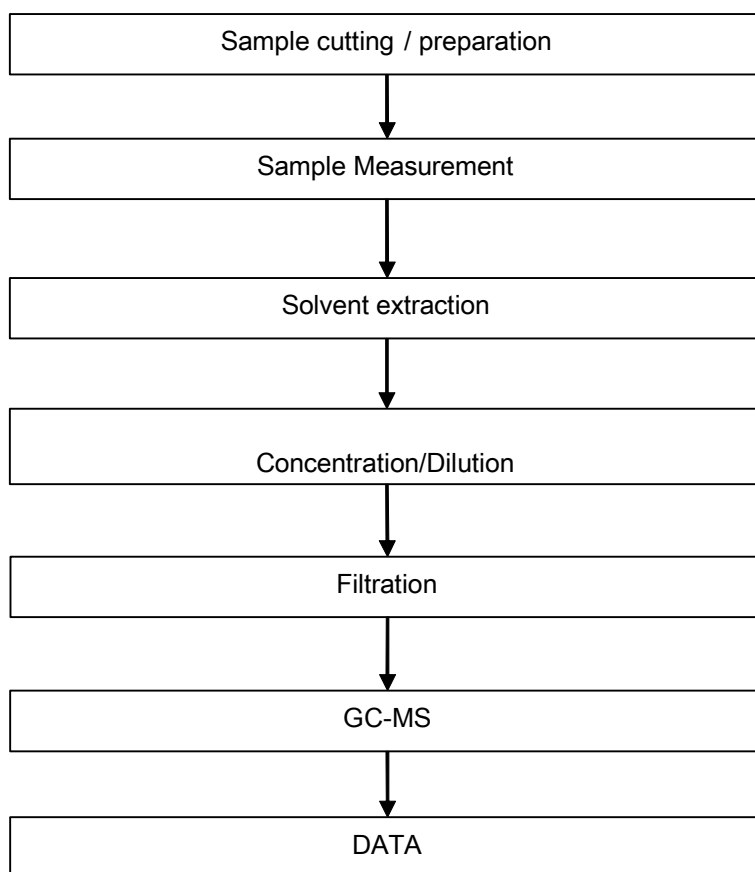 Sample cutting / preparation
Sample Measurement
Solvent extraction
Concentration/Dilution
Filtration
GC-MS
DATA